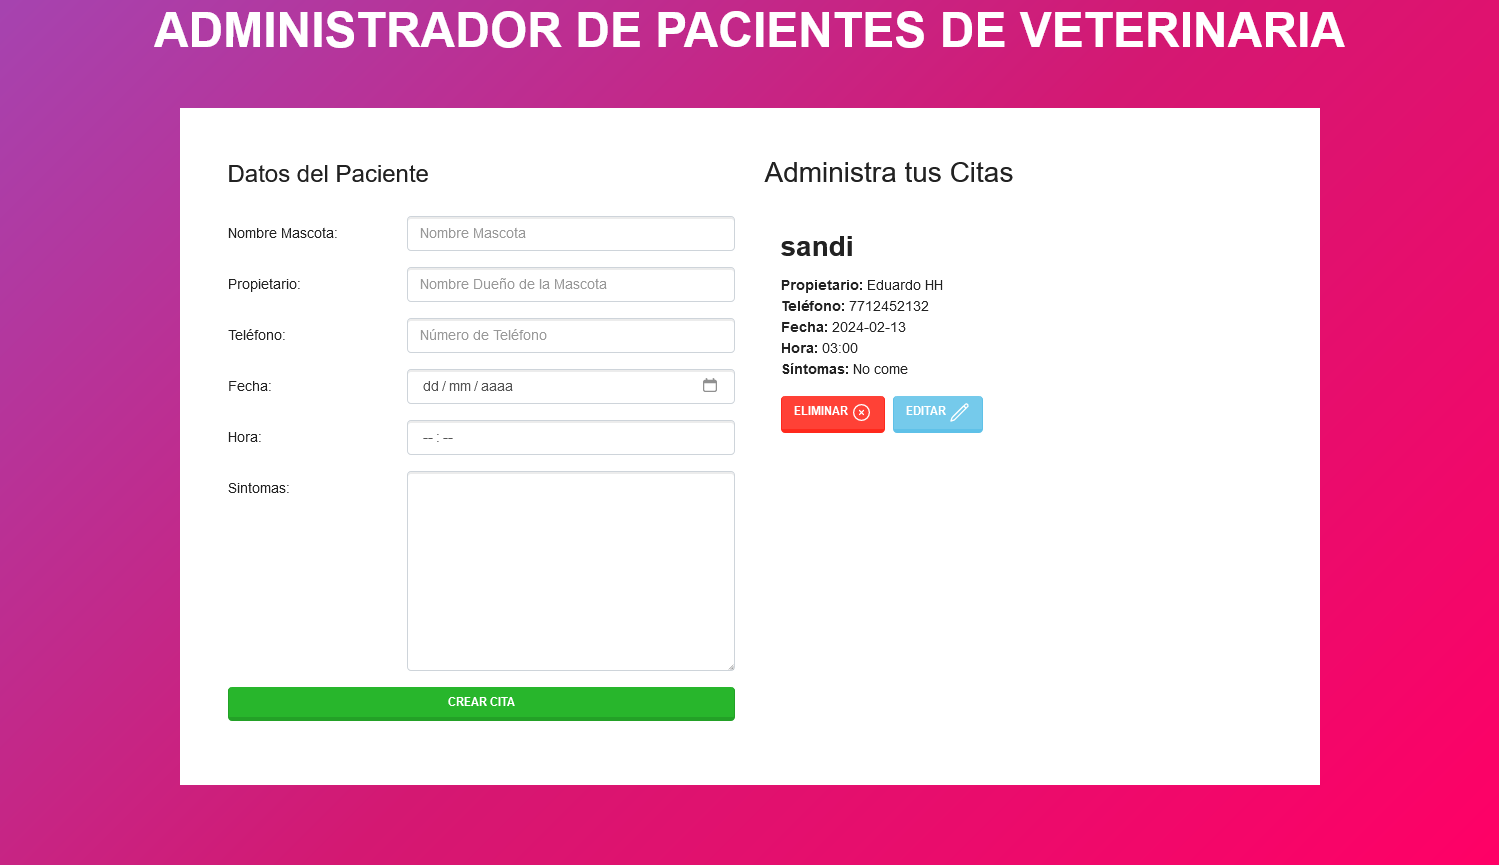 ADMINISTRADOR DE PACIENTES DE VETERINARIA
Datos del Paciente
Nombre Mascota:
Nombre Mascota
Propietario:
Nombre Dueño de la Mascota
Teléfono:
Número de Teléfono
Fecha:
dd / mm / aaaa
Hora:
-- : --
Sintomas:
CREAR CITA
Administra tus Citas
sandi
Propietario: Eduardo HH
Teléfono: 7712452132
Fecha: 2024-02-13
Hora: 03:00
Síntomas: No come
ELIMINAR
EDITAR